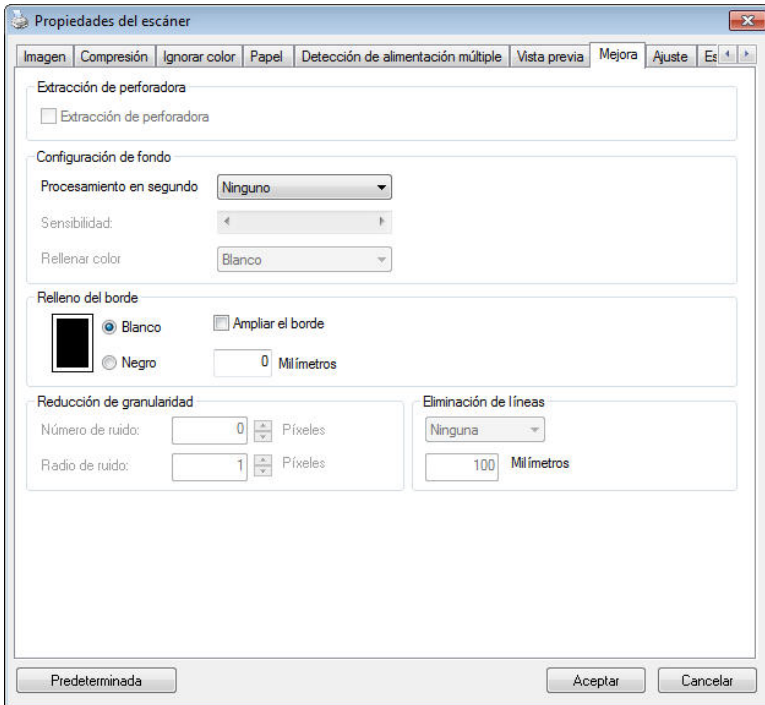 Propiedades del escáner
Imagen Compresión Ignorar color Papel Detección de alimentación múltiple Vista previa Mejora Ajuste
Extracción de perforadora
Extracción de perforadora
Configuración de fondo
Procesamiento en segundo Ninguno
Sensibilidad:
Rellenar color Blanco
Relleno del borde
Blanco Ampliar el borde
Negro 0 Milímetros
Reducción de granularidad Eliminación de líneas
Número de ruido: 0 Píxeles Ninguna
Radio de ruido: 1 Píxeles 100 Milímetros
Predeterminada Aceptar Cancelar